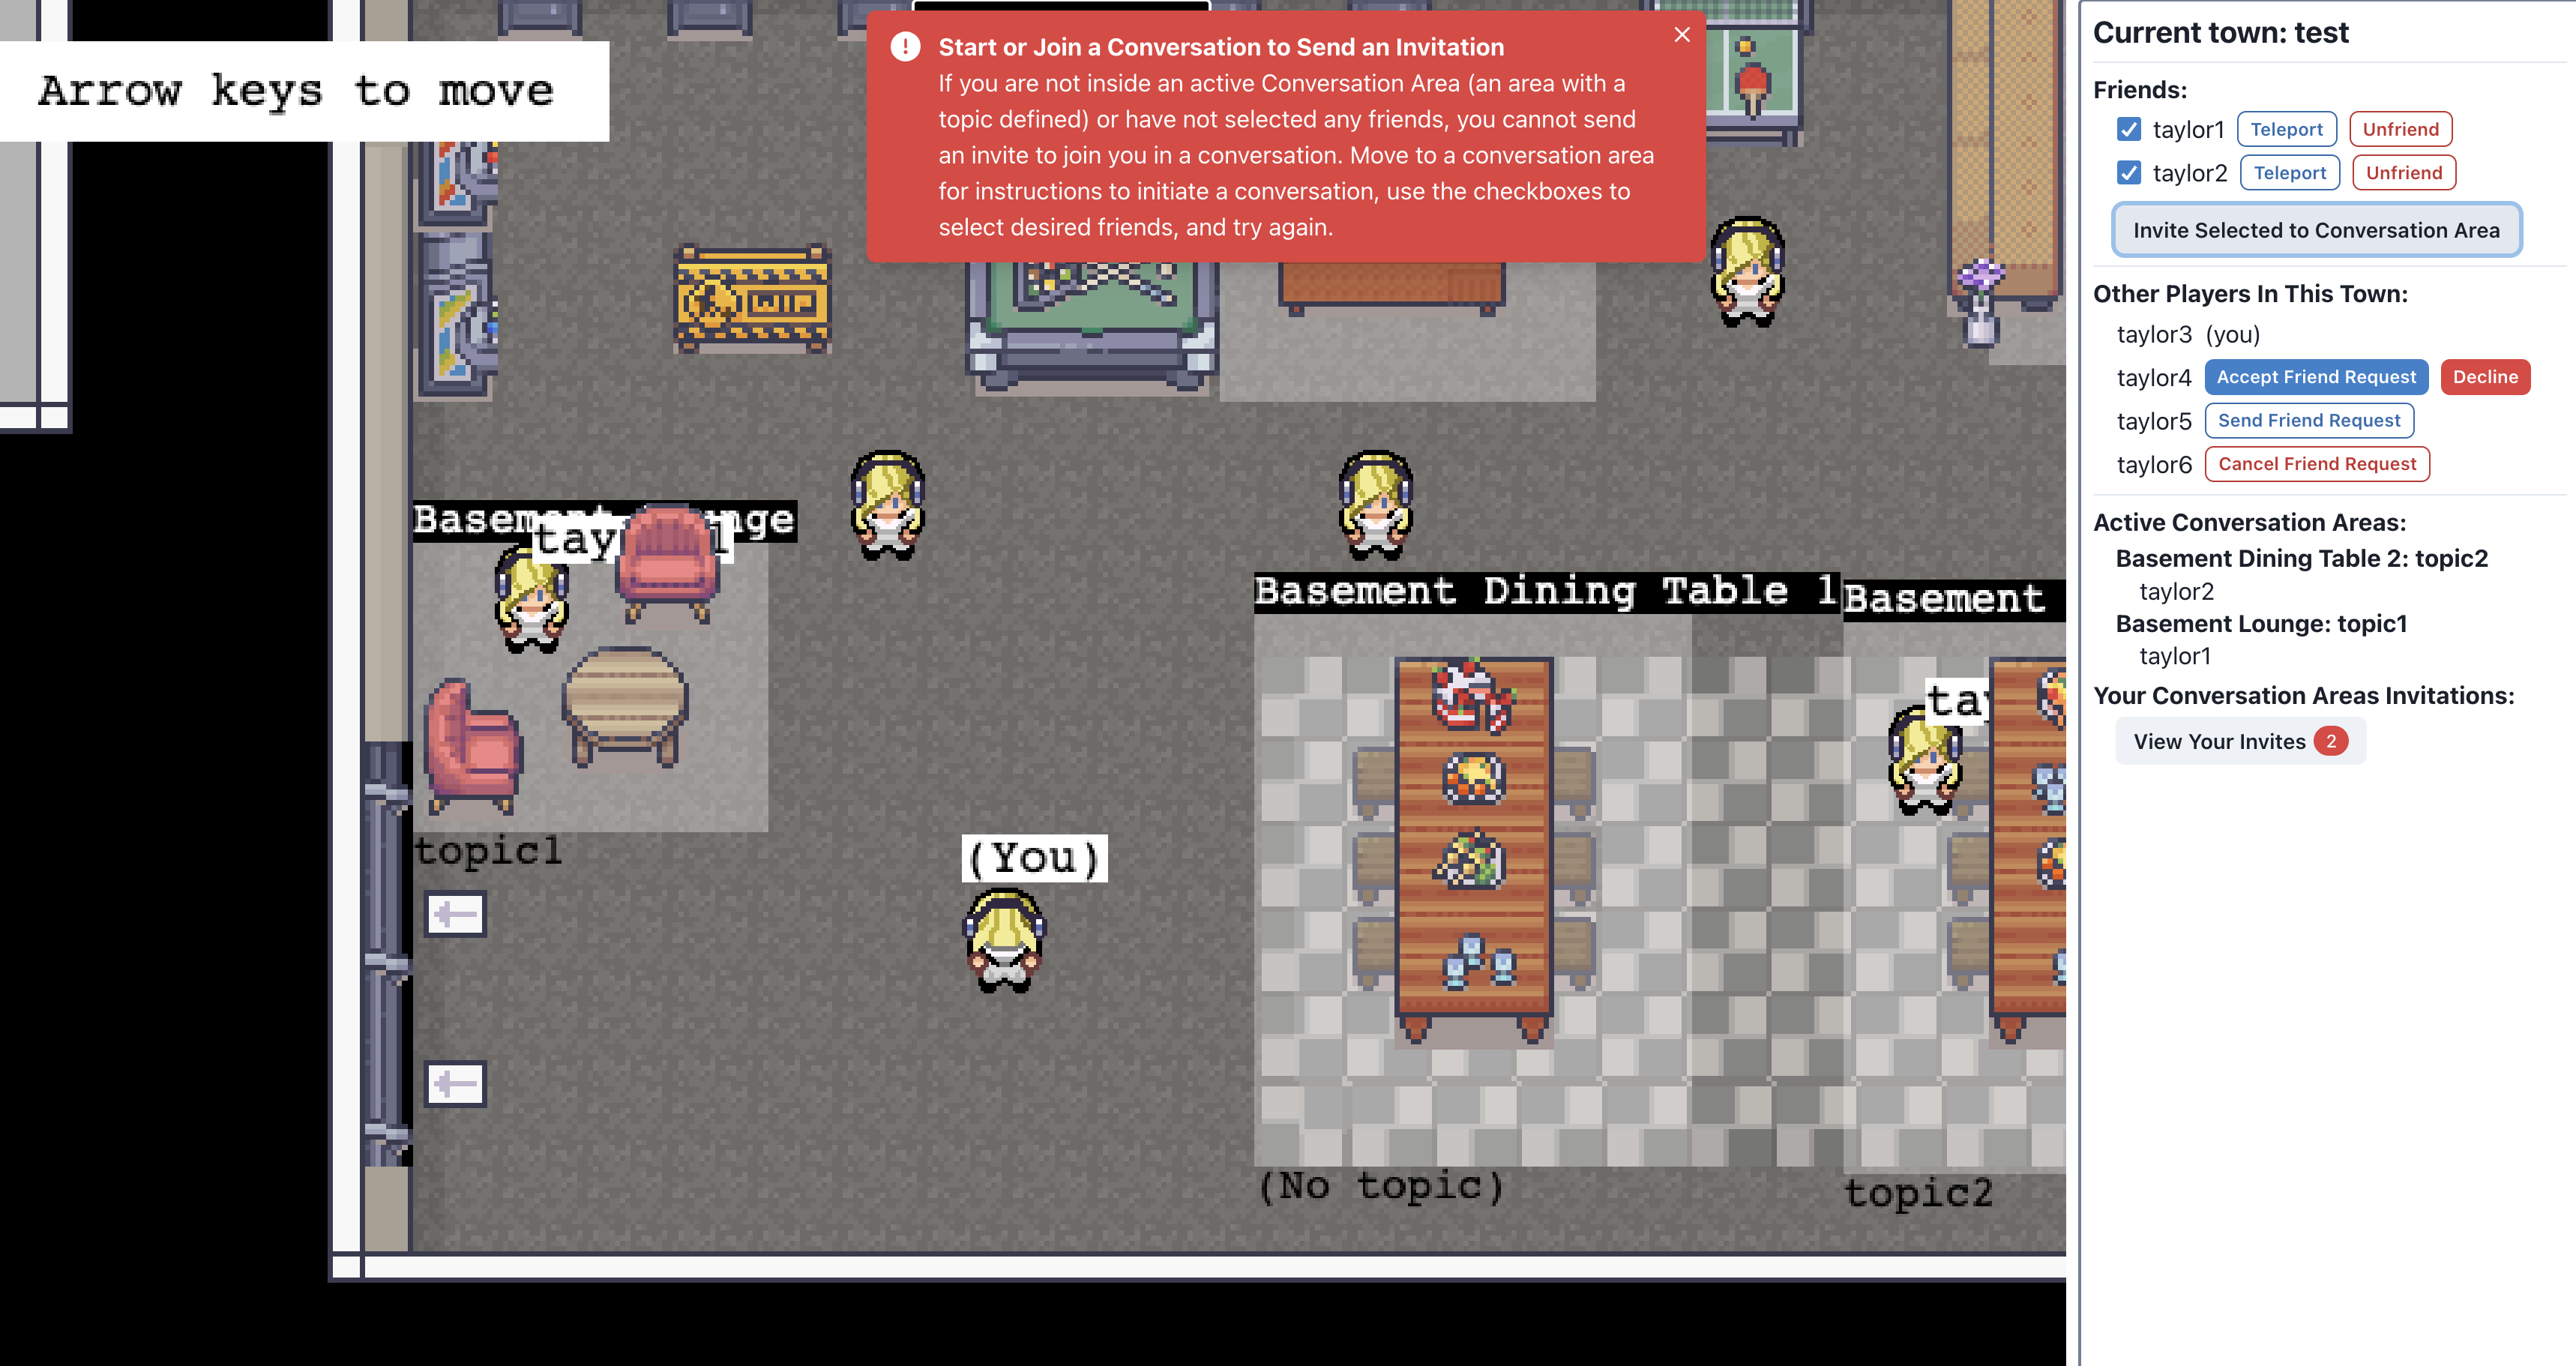 Arrow keys to move
Start or Join a Conversation to Send an Invitation
If you are not inside an active Conversation Area (an area with a
topic defined) or have not selected any friends, you cannot send
an invite to join you in a conversation. Move to a conversation area
for instructions to initiate a conversation, use the checkboxes to
select desired friends, and try again.
Basement Dining Table 1
Basement
topic1
(You)
(No topic)
topic2
Current town: test
Friends:
taylor1 Teleport Unfriend
taylor2 Teleport Unfriend
Invite Selected to Conversation Area
Other Players In This Town:
taylor3 (you)
taylor4 Accept Friend Request Decline
taylor5 Send Friend Request
taylor6 Cancel Friend Request
Active Conversation Areas:
Basement Dining Table 2: topic2
taylor2
Basement Lounge: topic1
taylor1
Your Conversation Areas Invitations:
View Your Invites 2